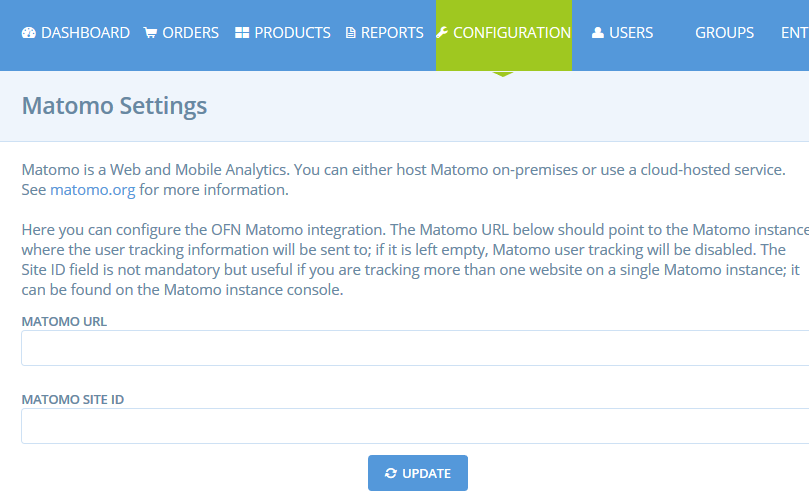 DASHBOARD ORDERS PRODUCTS REPORTS CONFIGURATION USERS GROUPS ENT
Matomo Settings
Matomo is a Web and Mobile Analytics. You can either host Matomo on-premises or use a cloud-hosted service.
See matomo.org for more information.
Here you can configure the OFN Matomo integration. The Matomo URL below should point to the Matomo instance
where the user tracking information will be sent to; if it is left empty, Matomo user tracking will be disabled. The
Site ID field is not mandatory but useful if you are tracking more than one website on a single Matomo instance; it
can be found on the Matomo instance console.
MATOMO URL
MATOMO SITE ID
UPDATE